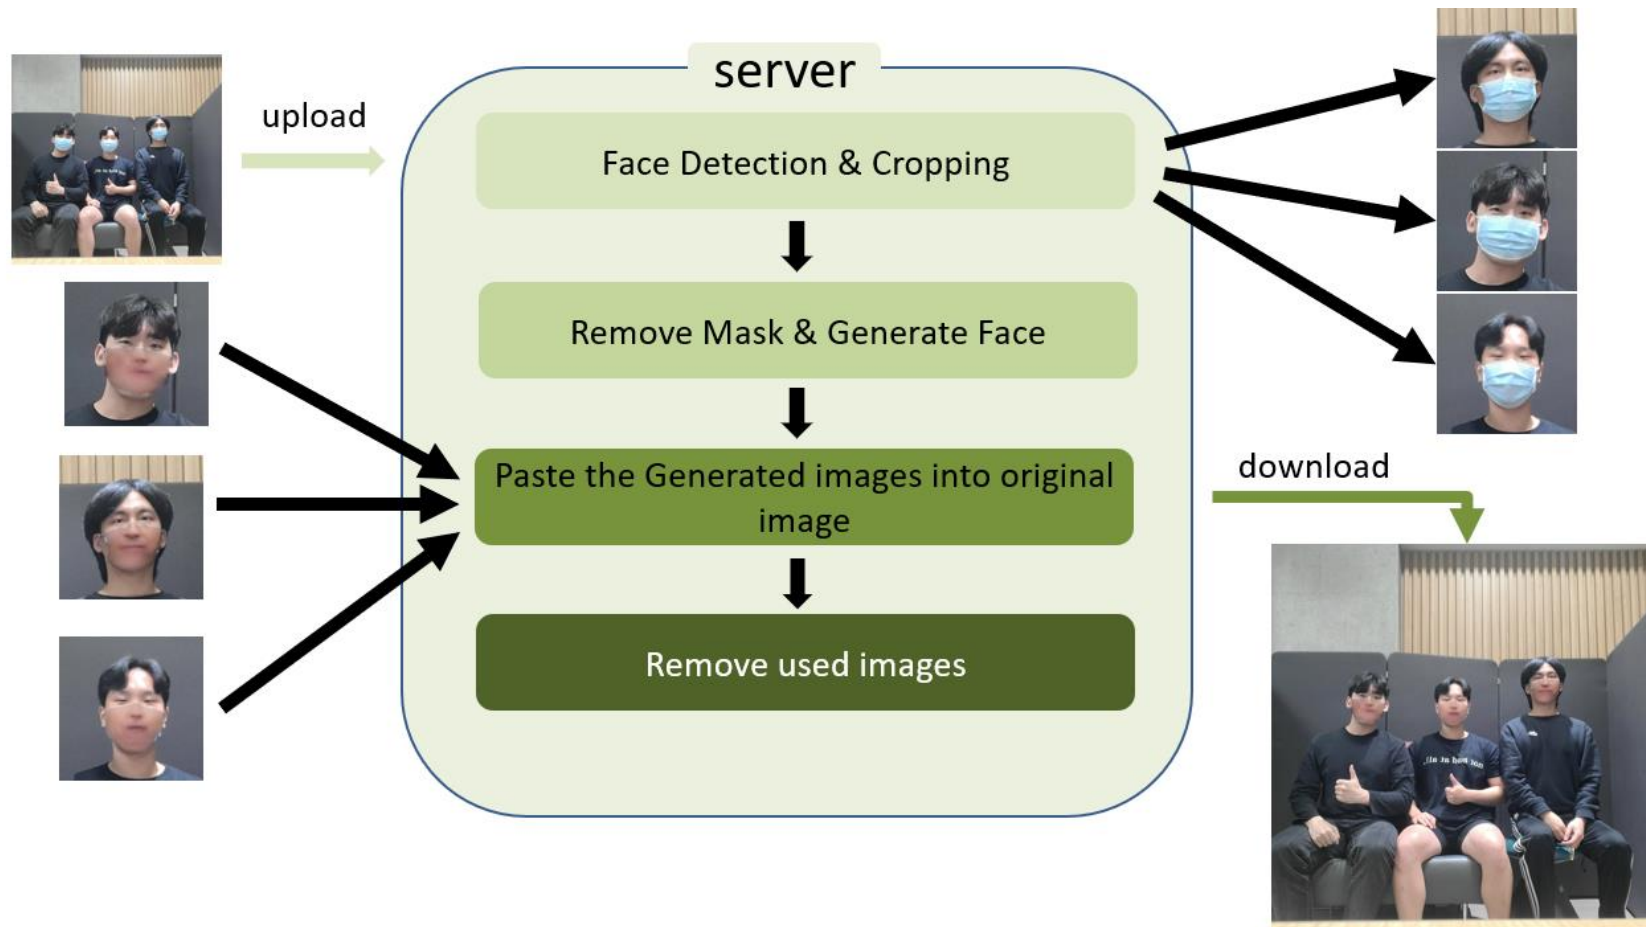 server
upload
Face Detection & Cropping
Remove Mask & Generate Face
Paste the Generated images into original
image
download
Remove used images